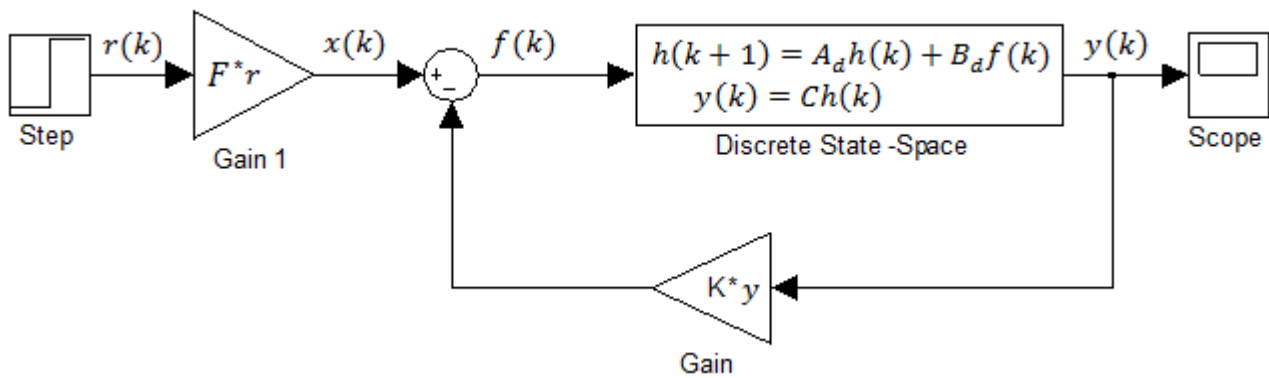 r(k)
x(k)
f(k)
y(k)
F*r
+
−
h(k + 1) = A_d h(k) + B_d f(k)
y(k) = Ch(k)
Step
Gain 1
Discrete State -Space
Scope
K*y
Gain